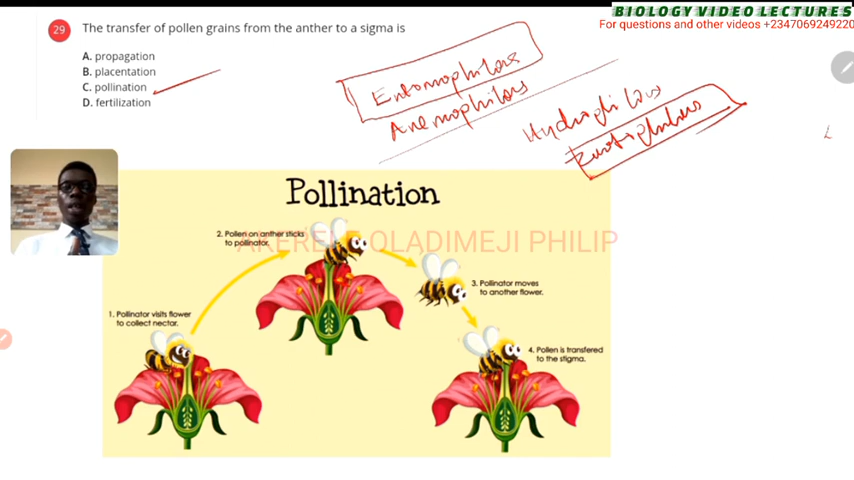 BIOLOGY VIDEO LECTURES
For questions and other videos +2347069249220
29 The transfer of pollen grains from the anther to a sigma is
A. propagation
B. placentation
C. pollination
D. fertilization
Entomophilous
Anemophilous
Pollination
2. Pollen on anther sticks
to pollinator.
OLADIMEJI PHILIP
3. Pollinator moves
to another flower.
1. Pollinator visits flower
to collect nectar.
4. Pollen is transfered
to the stigma.